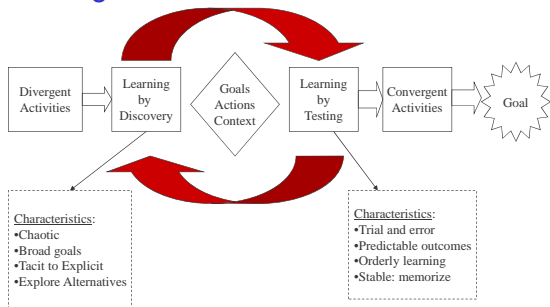 Divergent
Activities
Learning
by
Discovery
Goals
Actions
Context
Learning
by
Testing
Convergent
Activities
Goal
Characteristics:
•Chaotic
•Broad goals
•Tacit to Explicit
•Explore Alternatives
Characteristics:
•Trial and error
•Predictable outcomes
•Orderly learning
•Stable: memorize